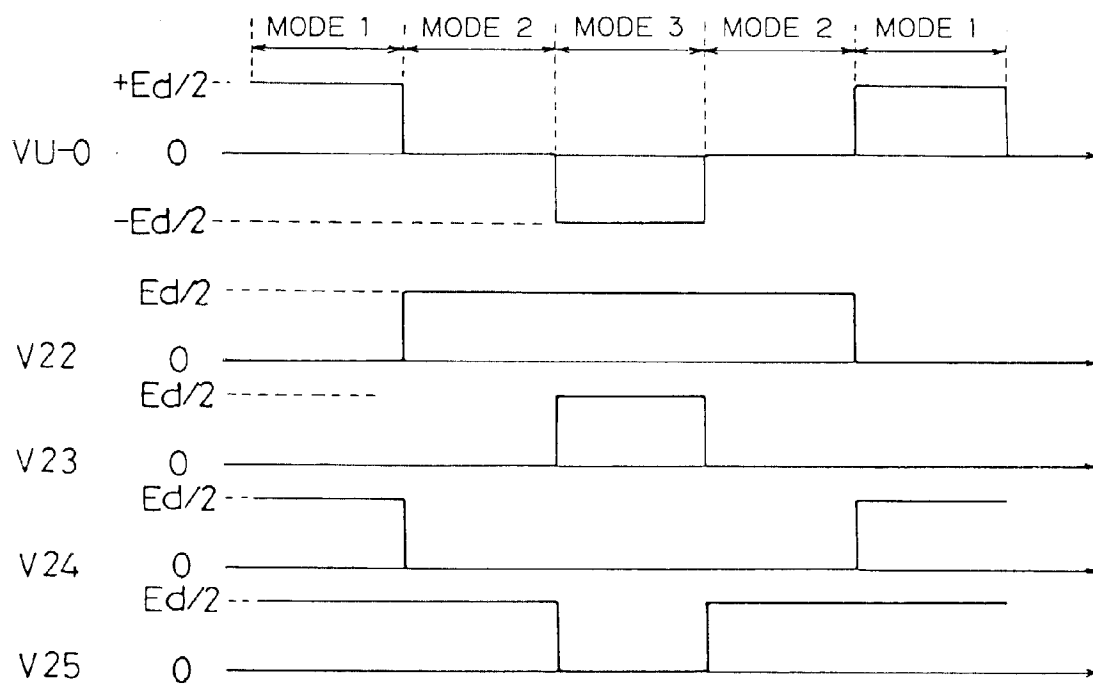 MODE 1 MODE 2 MODE 3 MODE 2 MODE 1
+Ed/2
VU-0 0
-Ed/2
Ed/2
V22 0
Ed/2
V23 0
Ed/2
V24 0
Ed/2
V25 0